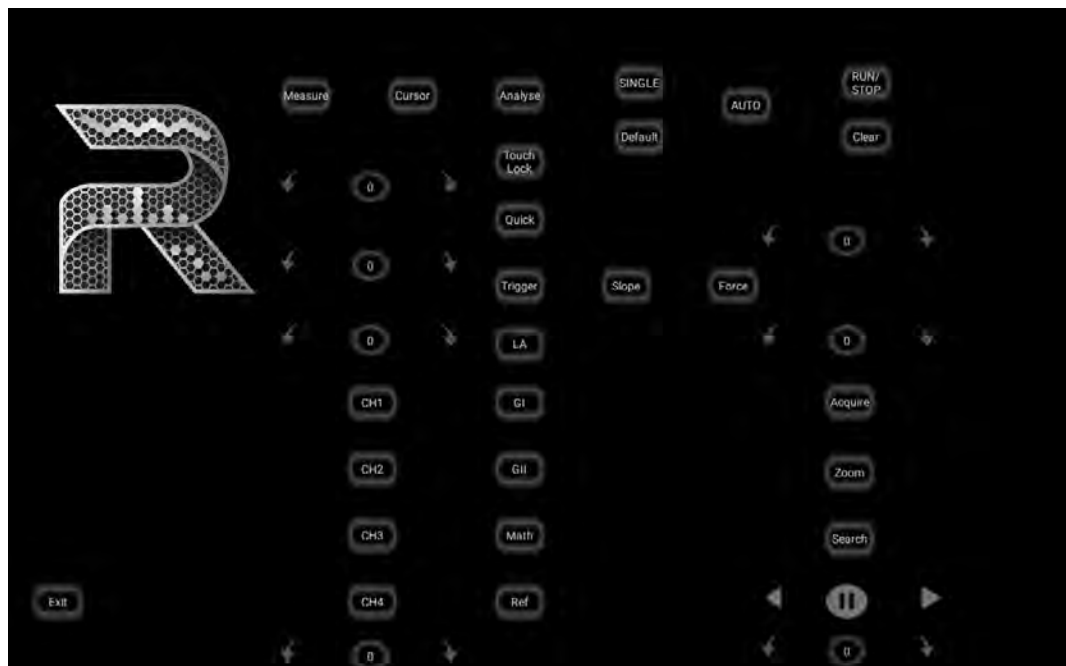 Measure
Cursor
Analyse
SINGLE
AUTO
RUN/
STOP
Default
Clear
Touch
Lock
0
Quick
0
0
Trigger
Slope
Force
0
LA
0
CH1
GI
Acquire
CH2
GII
Zoom
CH3
Math
Search
Exit
CH4
Ref
0
0